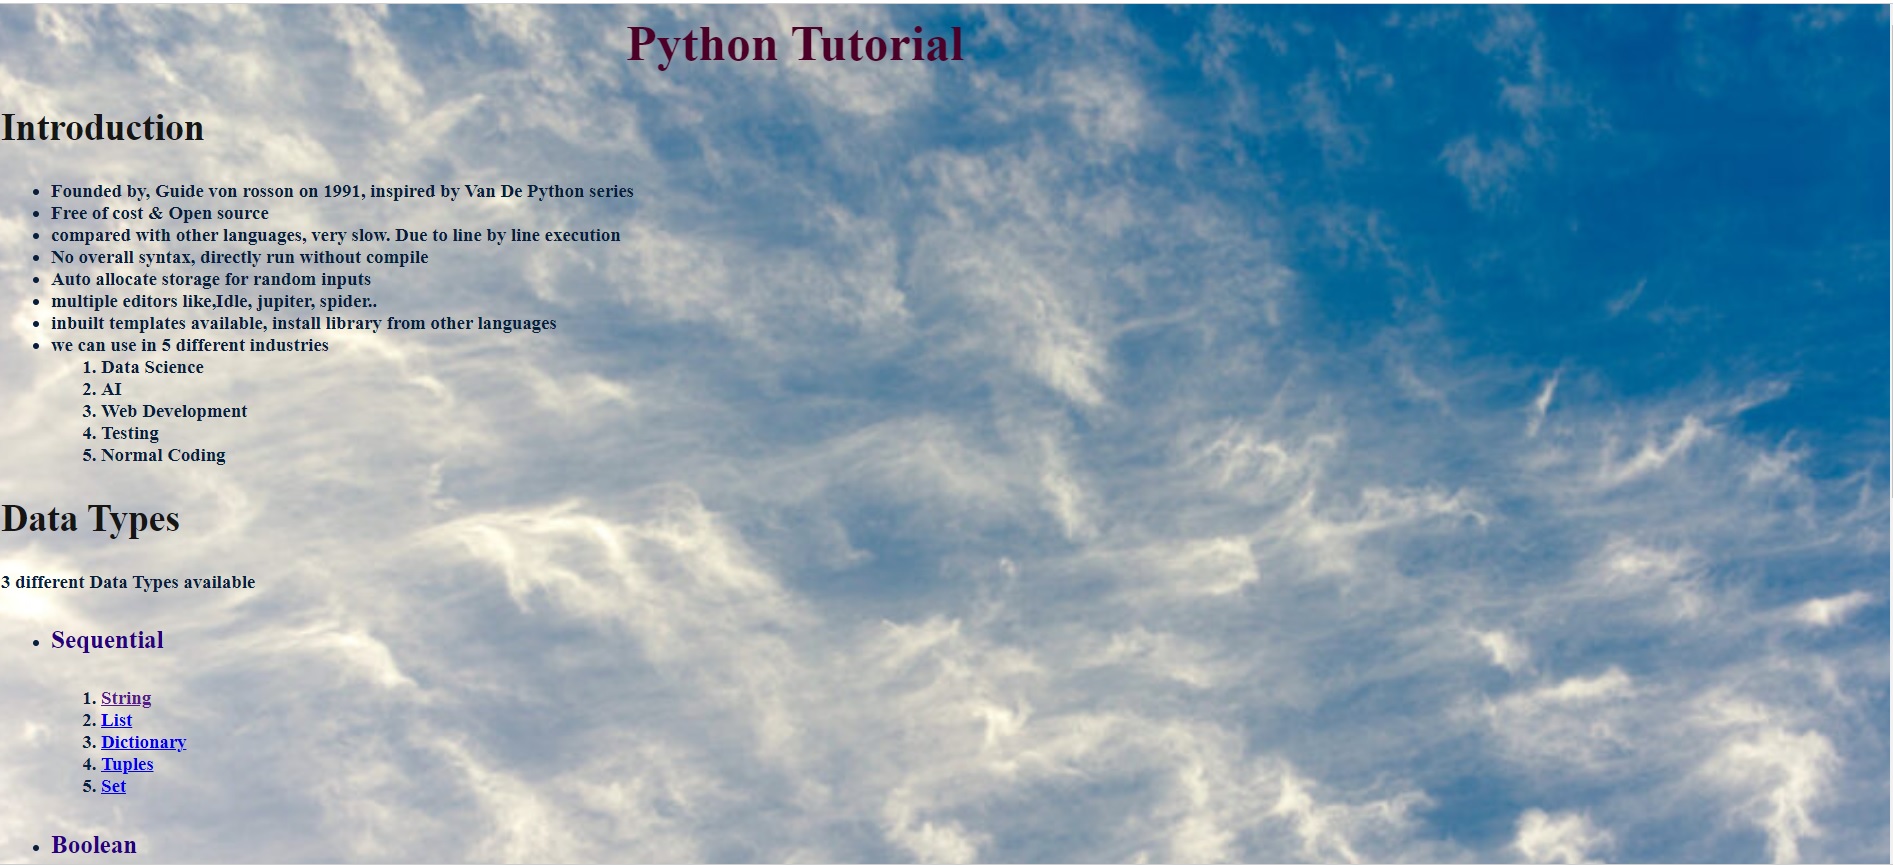 Python Tutorial
Introduction
• Founded by, Guide von rosson on 1991, inspired by Van De Python series
• Free of cost & Open source
• compared with other languages, very slow. Due to line by line execution
• No overall syntax, directly run without compile
• Auto allocate storage for random inputs
• multiple editors like,Idle, jupiter, spider..
• inbuilt templates available, install library from other languages
• we can use in 5 different industries
1. Data Science
2. AI
3. Web Development
4. Testing
5. Normal Coding
Data Types
3 different Data Types available
• Sequential
1. String
2. List
3. Dictionary
4. Tuples
5. Set
• Boolean